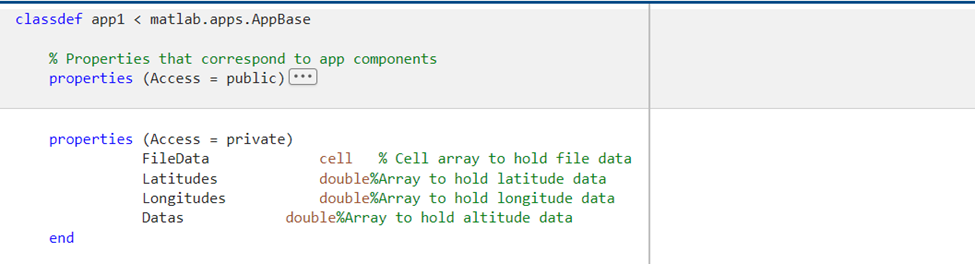 classdef app1 < matlab.apps.AppBase
% Properties that correspond to app components
properties (Access = public)
properties (Access = private)
FileData cell % Cell array to hold file data
Latitudes double%Array to hold latitude data
Longitudes double%Array to hold longitude data
Datas double%Array to hold altitude data
end